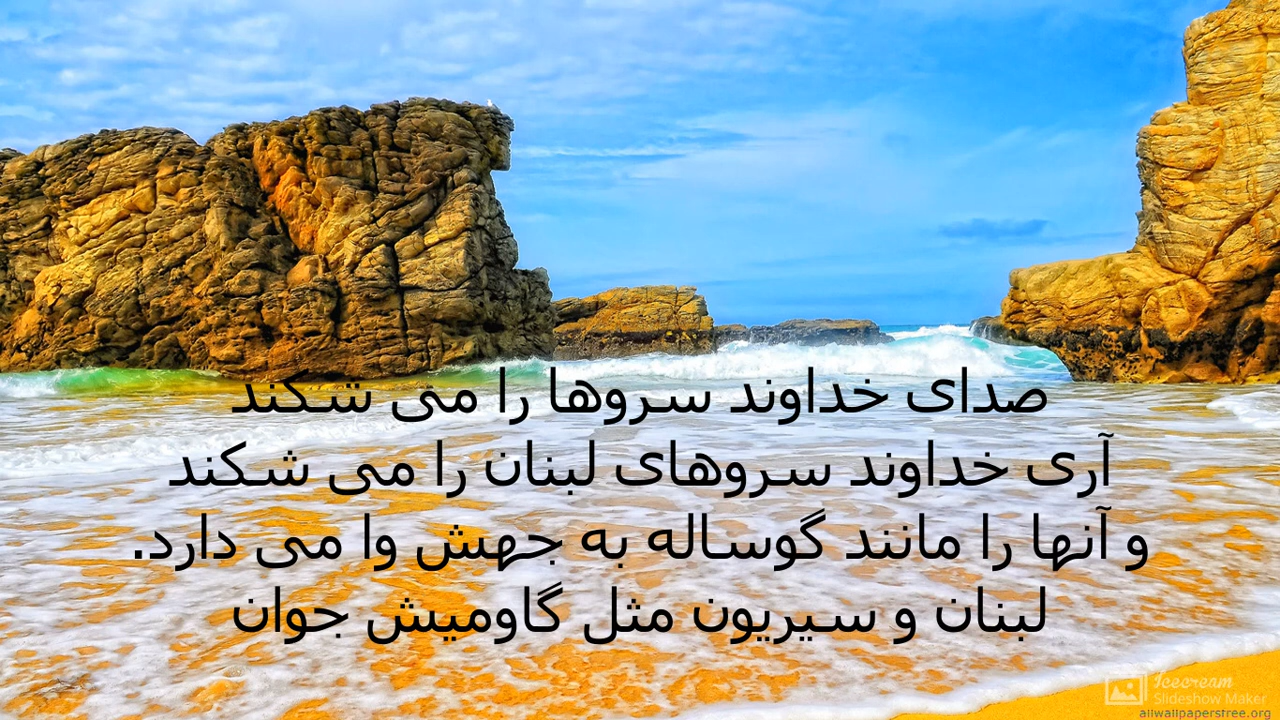 صدای خداوند سروها را می شکند
آری خداوند سروهای لبنان را می شکند
و آنها را مانند گوساله به جهش وا می دارد.
لبنان و سیریون مثل گاومیش جوان
Icecream
Slideshow Maker
allwallpaperstree.org